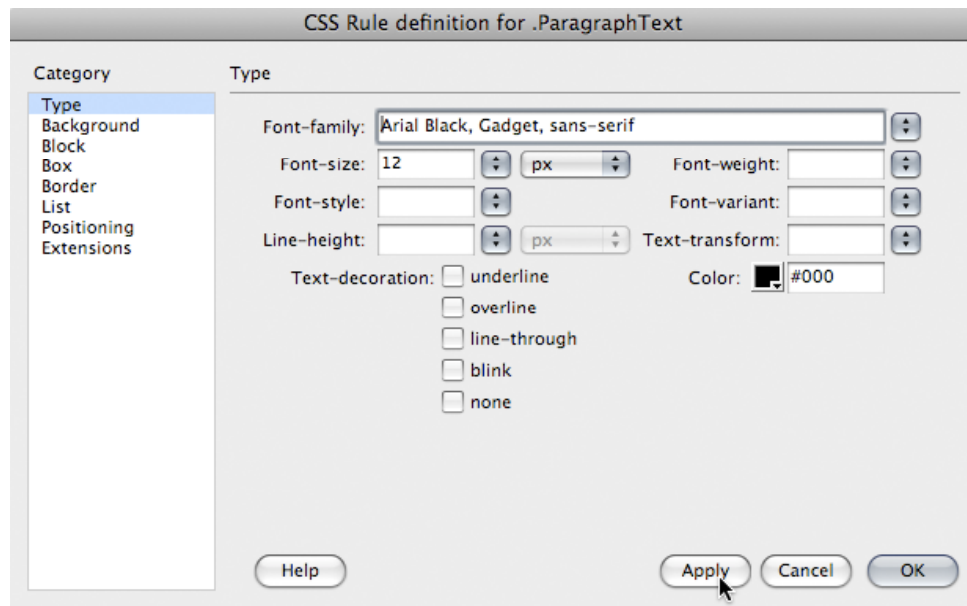 CSS Rule definition for .ParagraphText
Category
Type
Type
Background
Block
Box
Border
List
Positioning
Extensions
Font-family: Arial Black, Gadget, sans-serif
Font-size: 12 px Font-weight:
Font-style: Font-variant:
Line-height: px Text-transform:
Text-decoration: underline Color: #000
overline
line-through
blink
none
Help Apply Cancel OK